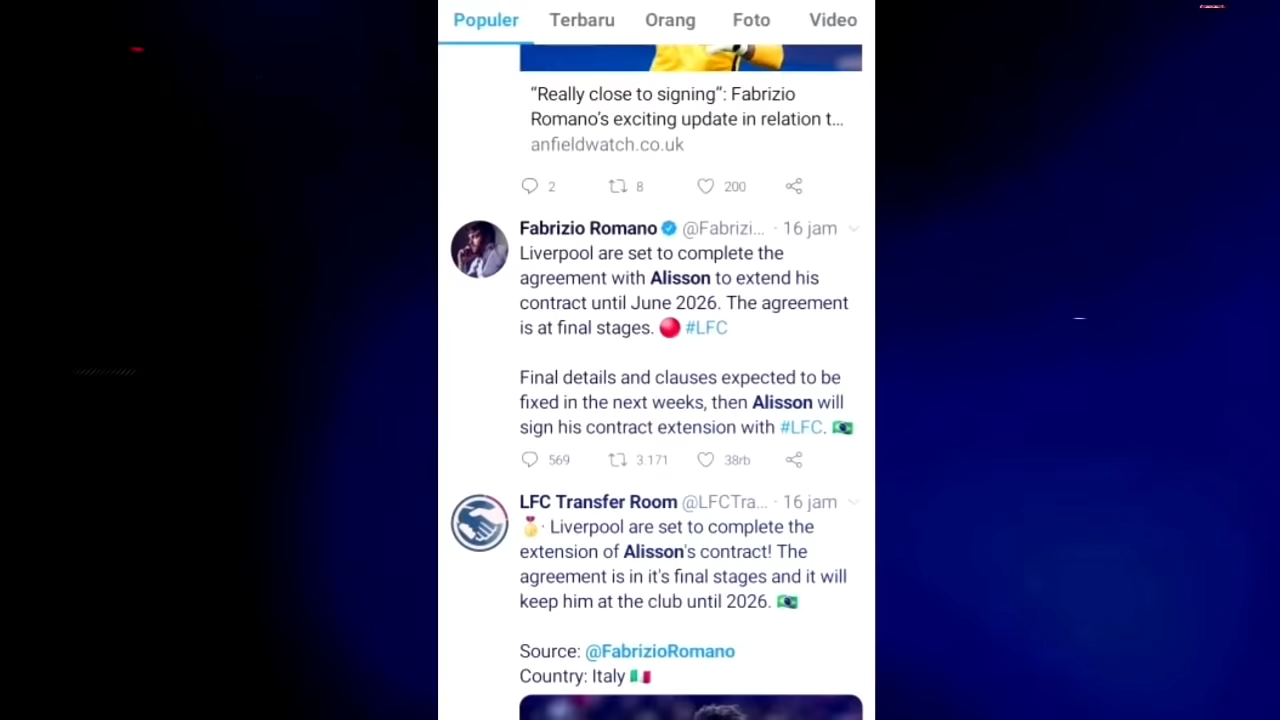 Populer Terbaru Orang Foto Video
“Really close to signing”: Fabrizio
Romano’s exciting update in relation t...
anfieldwatch.co.uk
2 8 200
Fabrizio Romano @Fabrizi... · 16 jam
Liverpool are set to complete the
agreement with Alisson to extend his
contract until June 2026. The agreement
is at final stages. 🔴 #LFC
Final details and clauses expected to be
fixed in the next weeks, then Alisson will
sign his contract extension with #LFC. 🇧🇷
569 3.171 38rb
LFC Transfer Room @LFCTra... · 16 jam
🏅· Liverpool are set to complete the
extension of Alisson's contract! The
agreement is in it's final stages and it will
keep him at the club until 2026. 🇧🇷
Source: @FabrizioRomano
Country: Italy 🇮🇹